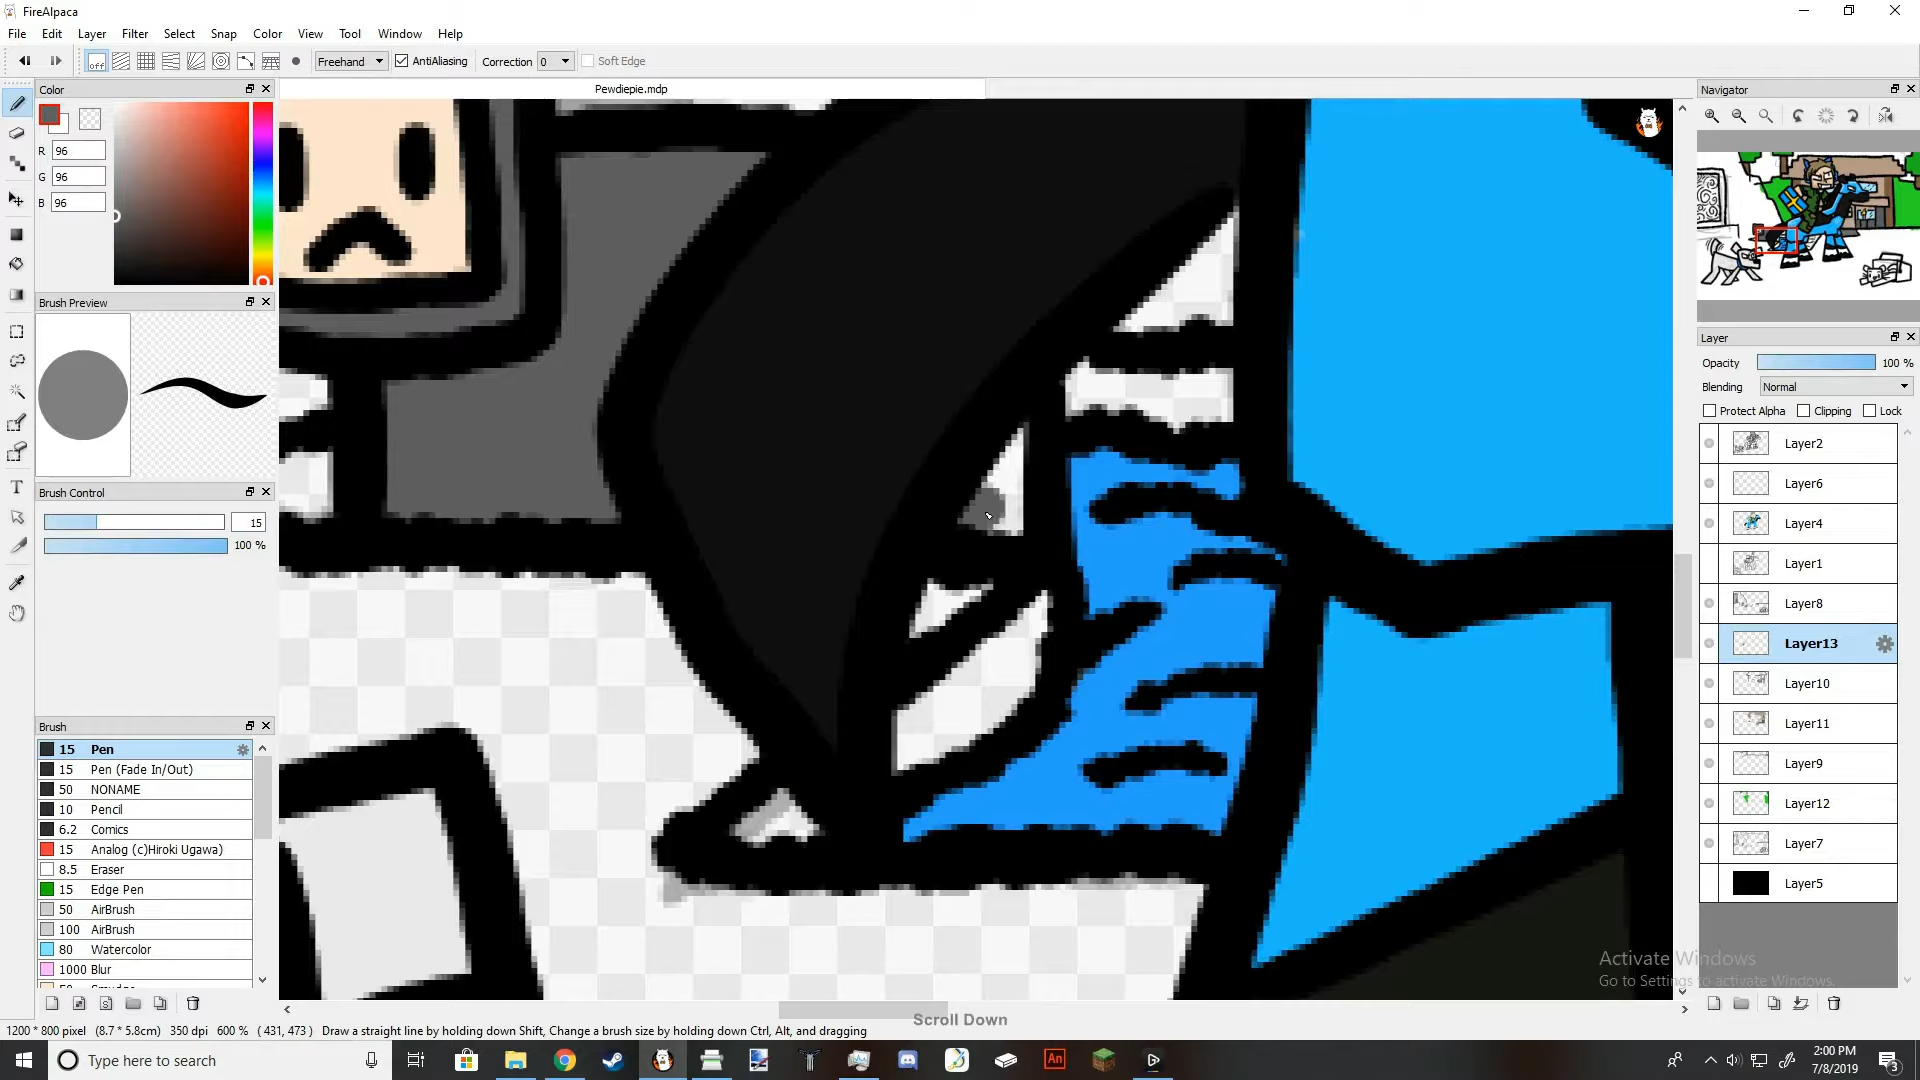 FireAlpaca
File Edit Layer Filter Select Snap Color View Tool Window Help
off Freehand AntiAliasing Correction 0 Soft Edge
Color
Pewdiepie.mdp
Navigator
R 96
G 96
B 96
Brush Preview
Layer
Opacity 100 %
Blending Normal
Protect Alpha Clipping Lock
Layer2
Layer6
Brush Control
15
100 %
Layer4
Layer1
Layer8
Layer13
Layer10
Layer11
Layer9
Layer12
Layer7
Layer5
Brush
15 Pen
15 Pen (Fade In/Out)
50 NONAME
10 Pencil
6.2 Comics
15 Analog (c)Hiroki Ugawa)
8.5 Eraser
15 Edge Pen
50 AirBrush
100 AirBrush
80 Watercolor
1000 Blur
T
S
Activate Windows
Go to Settings to activate Windows.
Scroll Down
1200 * 800 pixel (8.7 * 5.8cm) 350 dpi 600 % ( 431, 473 ) Draw a straight line by holding down Shift, Change a brush size by holding down Ctrl, Alt, and dragging
Type here to search
An
2:00 PM
7/8/2019
3